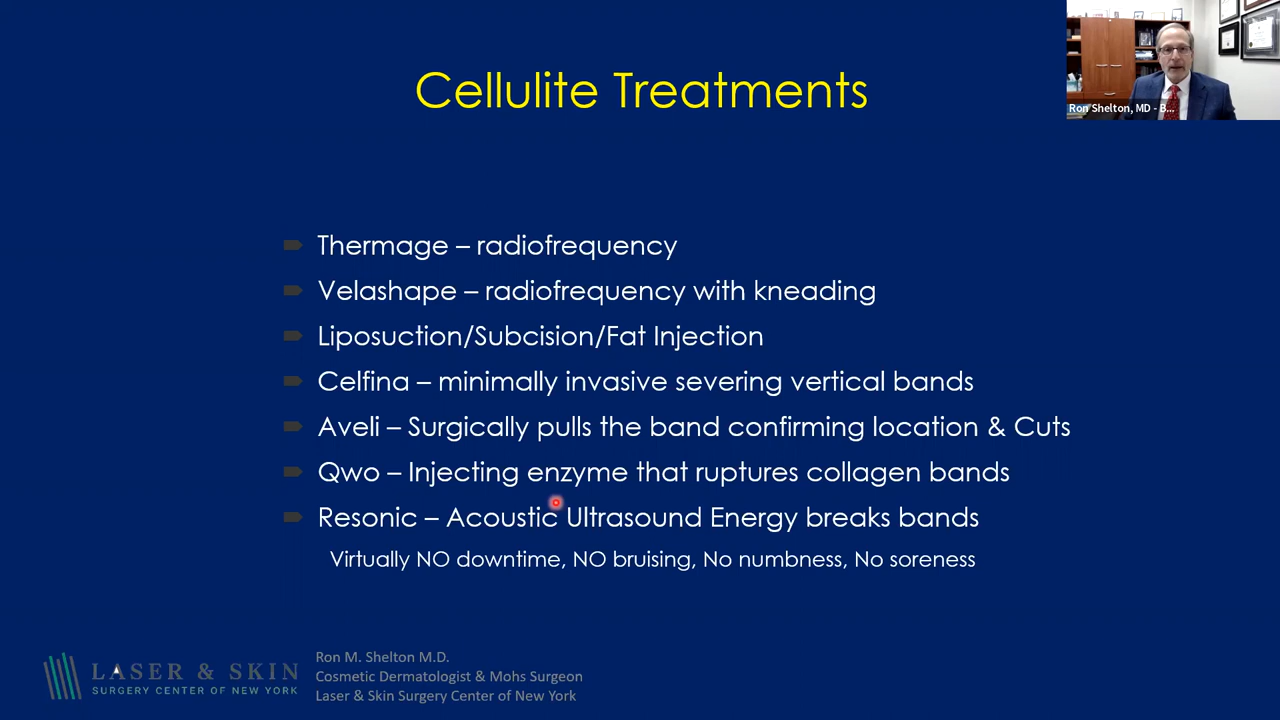 Cellulite Treatments
Ron Shelton, MD - B...
Thermage – radiofrequency
Velashape – radiofrequency with kneading
Liposuction/Subcision/Fat Injection
Celfina – minimally invasive severing vertical bands
Aveli – Surgically pulls the band confirming location & Cuts
Qwo – Injecting enzyme that ruptures collagen bands
Resonic – Acoustic Ultrasound Energy breaks bands
Virtually NO downtime, NO bruising, No numbness, No soreness
LASER & SKIN
SURGERY CENTER OF NEW YORK
Ron M. Shelton M.D.
Cosmetic Dermatologist & Mohs Surgeon
Laser & Skin Surgery Center of New York